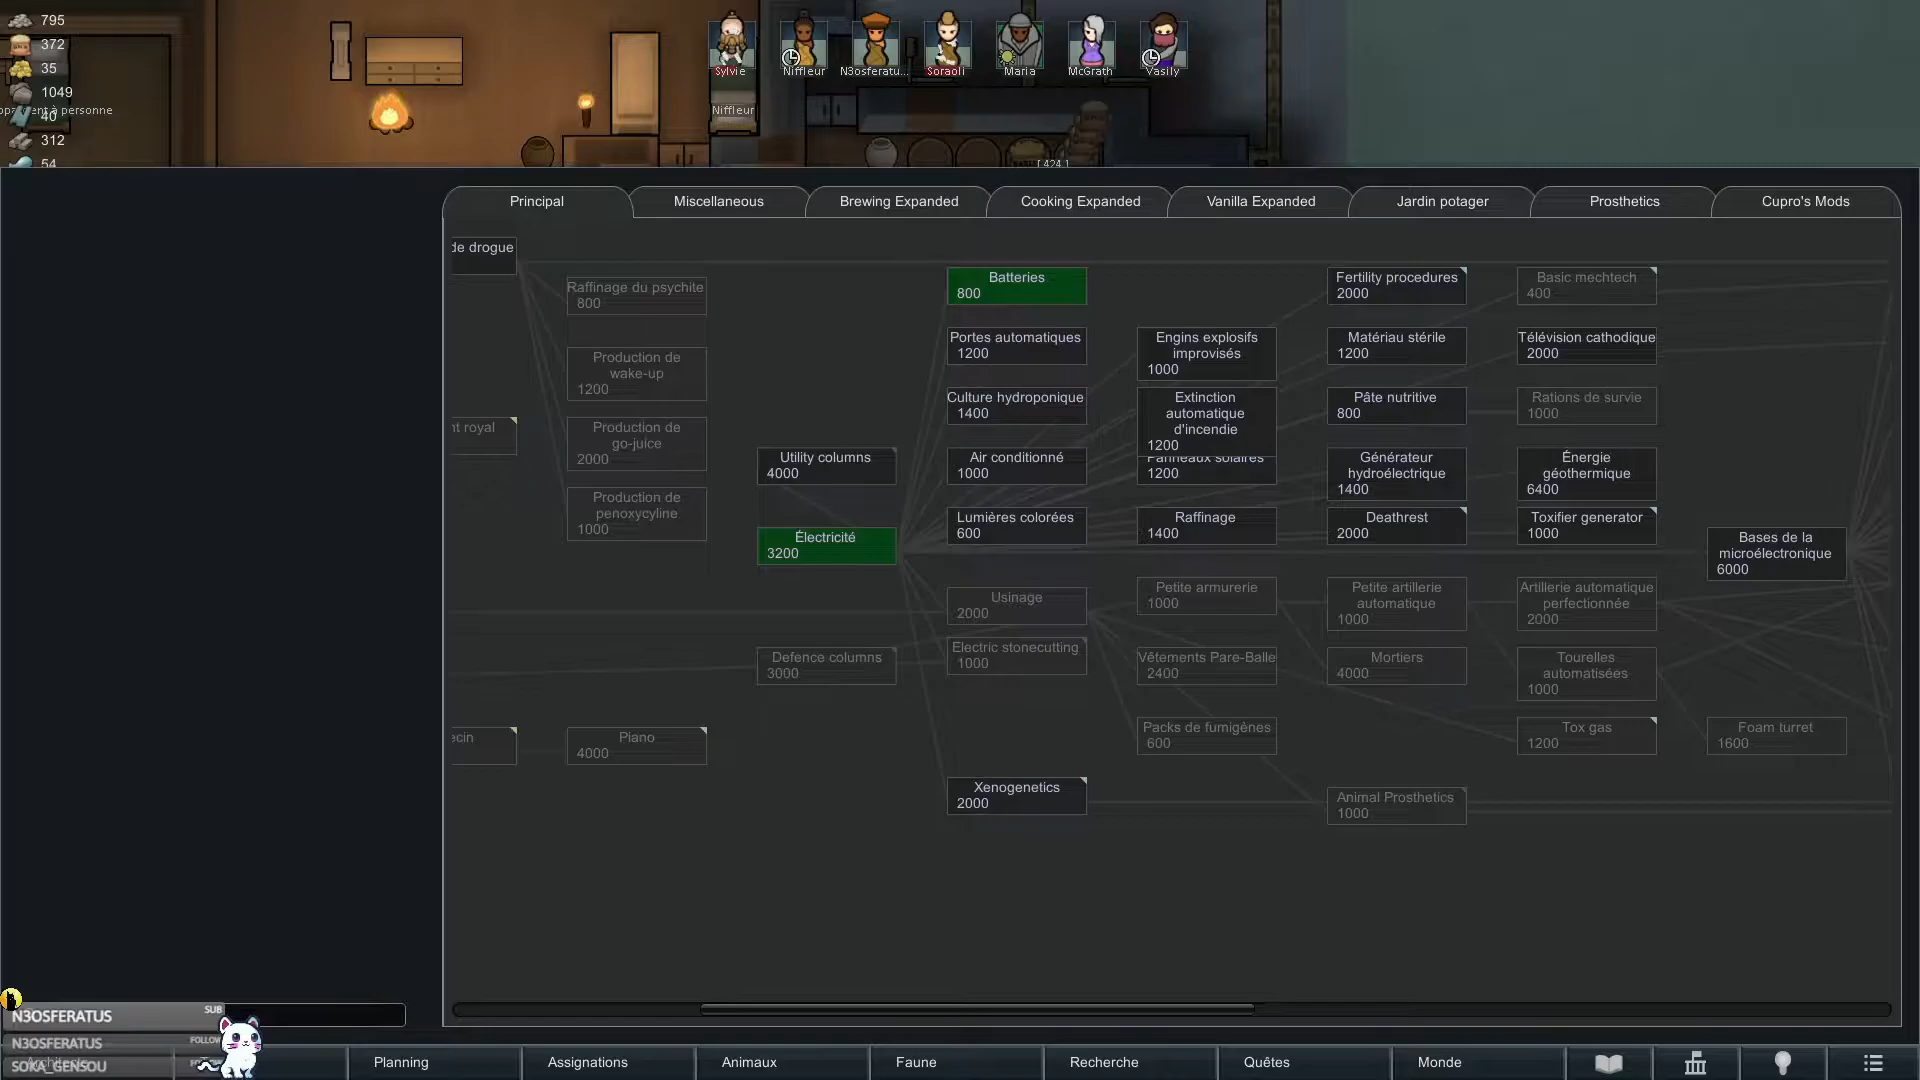 795
372
35
1049
à personne
40
312
54
Sylvie
Niffleur
N3osferatu...
Soraoli
Maria
McGrath
Vasily
Niffleur
[ 424 ]
Principal
Miscellaneous
Brewing Expanded
Cooking Expanded
Vanilla Expanded
Jardin potager
Prosthetics
Cupro's Mods
de drogue
Raffinage du psychite
800
Production de
wake-up
1200
nt royal
Production de
go-juice
2000
Production de
penoxycyline
1000
ecin
Piano
4000
Utility columns
4000
Électricité
3200
Defence columns
3000
Batteries
800
Portes automatiques
1200
Culture hydroponique
1400
Air conditionné
1000
Lumières colorées
600
Usinage
2000
Electric stonecutting
1000
Xenogenetics
2000
Engins explosifs
improvisés
1000
Extinction
automatique
d'incendie
1200
Panneaux solaires
1200
Raffinage
1400
Petite armurerie
1000
Vêtements Pare-Balle
2400
Packs de fumigènes
600
Fertility procedures
2000
Matériau stérile
1200
Pâte nutritive
800
Générateur
hydroélectrique
1400
Deathrest
2000
Petite artillerie
automatique
1000
Mortiers
4000
Animal Prosthetics
1000
Basic mechtech
400
Télévision cathodique
2000
Rations de survie
1000
Énergie
géothermique
6400
Toxifier generator
1000
Artillerie automatique
perfectionnée
2000
Tourelles
automatisées
1000
Tox gas
1200
Bases de la
microélectronique
6000
Foam turret
1600
N3OSFERATUS
SUB
N3OSFERATUS
FOLLOW
SOKA_GENSOU
Planning
Assignations
Animaux
Faune
Recherche
Quêtes
Monde